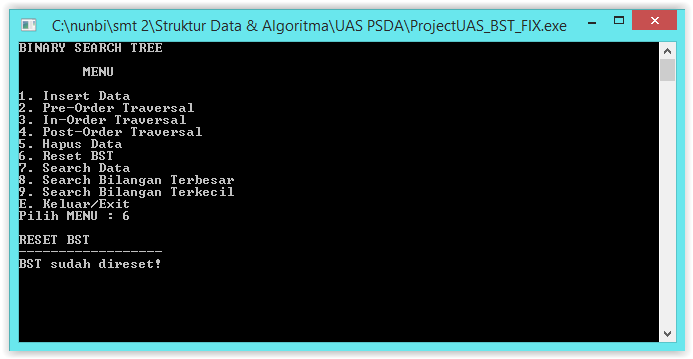 C:\nunbi\smt 2\Struktur Data & Algoritma\UAS PSDA\ProjectUAS_BST_FIX.exe
BINARY SEARCH TREE
MENU
1. Insert Data
2. Pre-Order Traversal
3. In-Order Traversal
4. Post-Order Traversal
5. Hapus Data
6. Reset BST
7. Search Data
8. Search Bilangan Terbesar
9. Search Bilangan Terkecil
E. Keluar/Exit
Pilih MENU : 6
RESET BST
------------------
BST sudah direset!